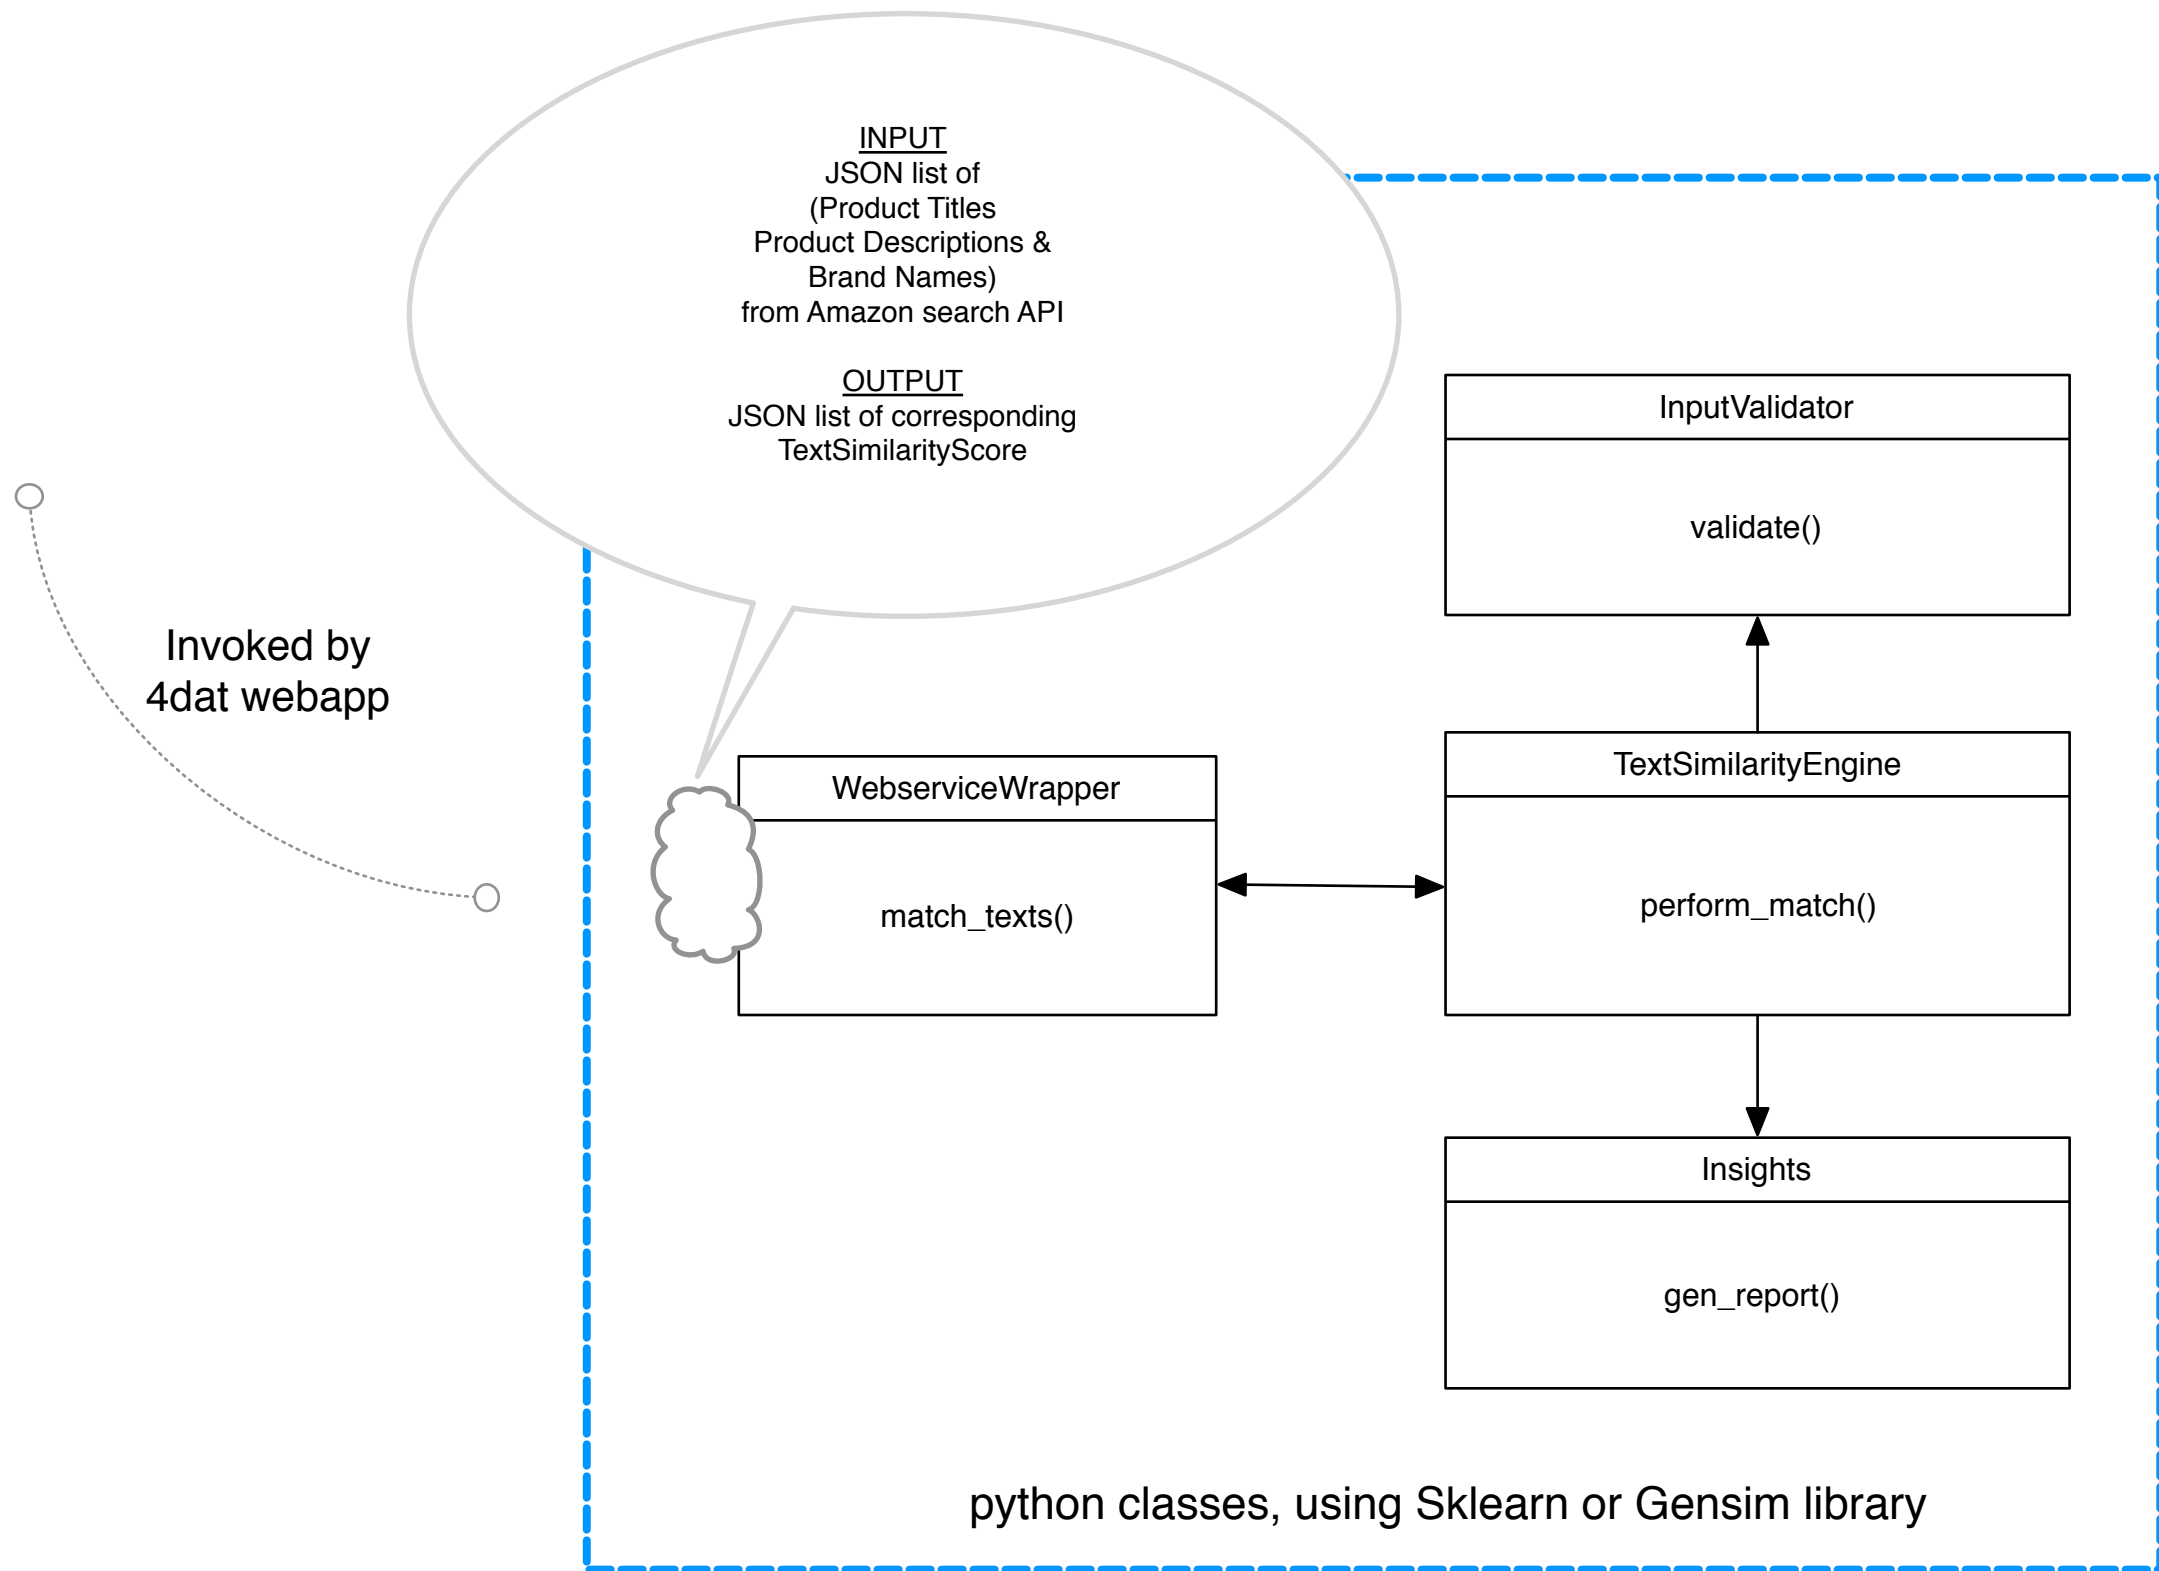 INPUT
JSON list of
(Product Titles
Product Descriptions &
Brand Names)
from Amazon search API
OUTPUT
JSON list of corresponding
TextSimilarityScore
InputValidator
validate()
Invoked by
4dat webapp
WebserviceWrapper
match_texts()
TextSimilarityEngine
perform_match()
Insights
gen_report()
python classes, using Sklearn or Gensim library